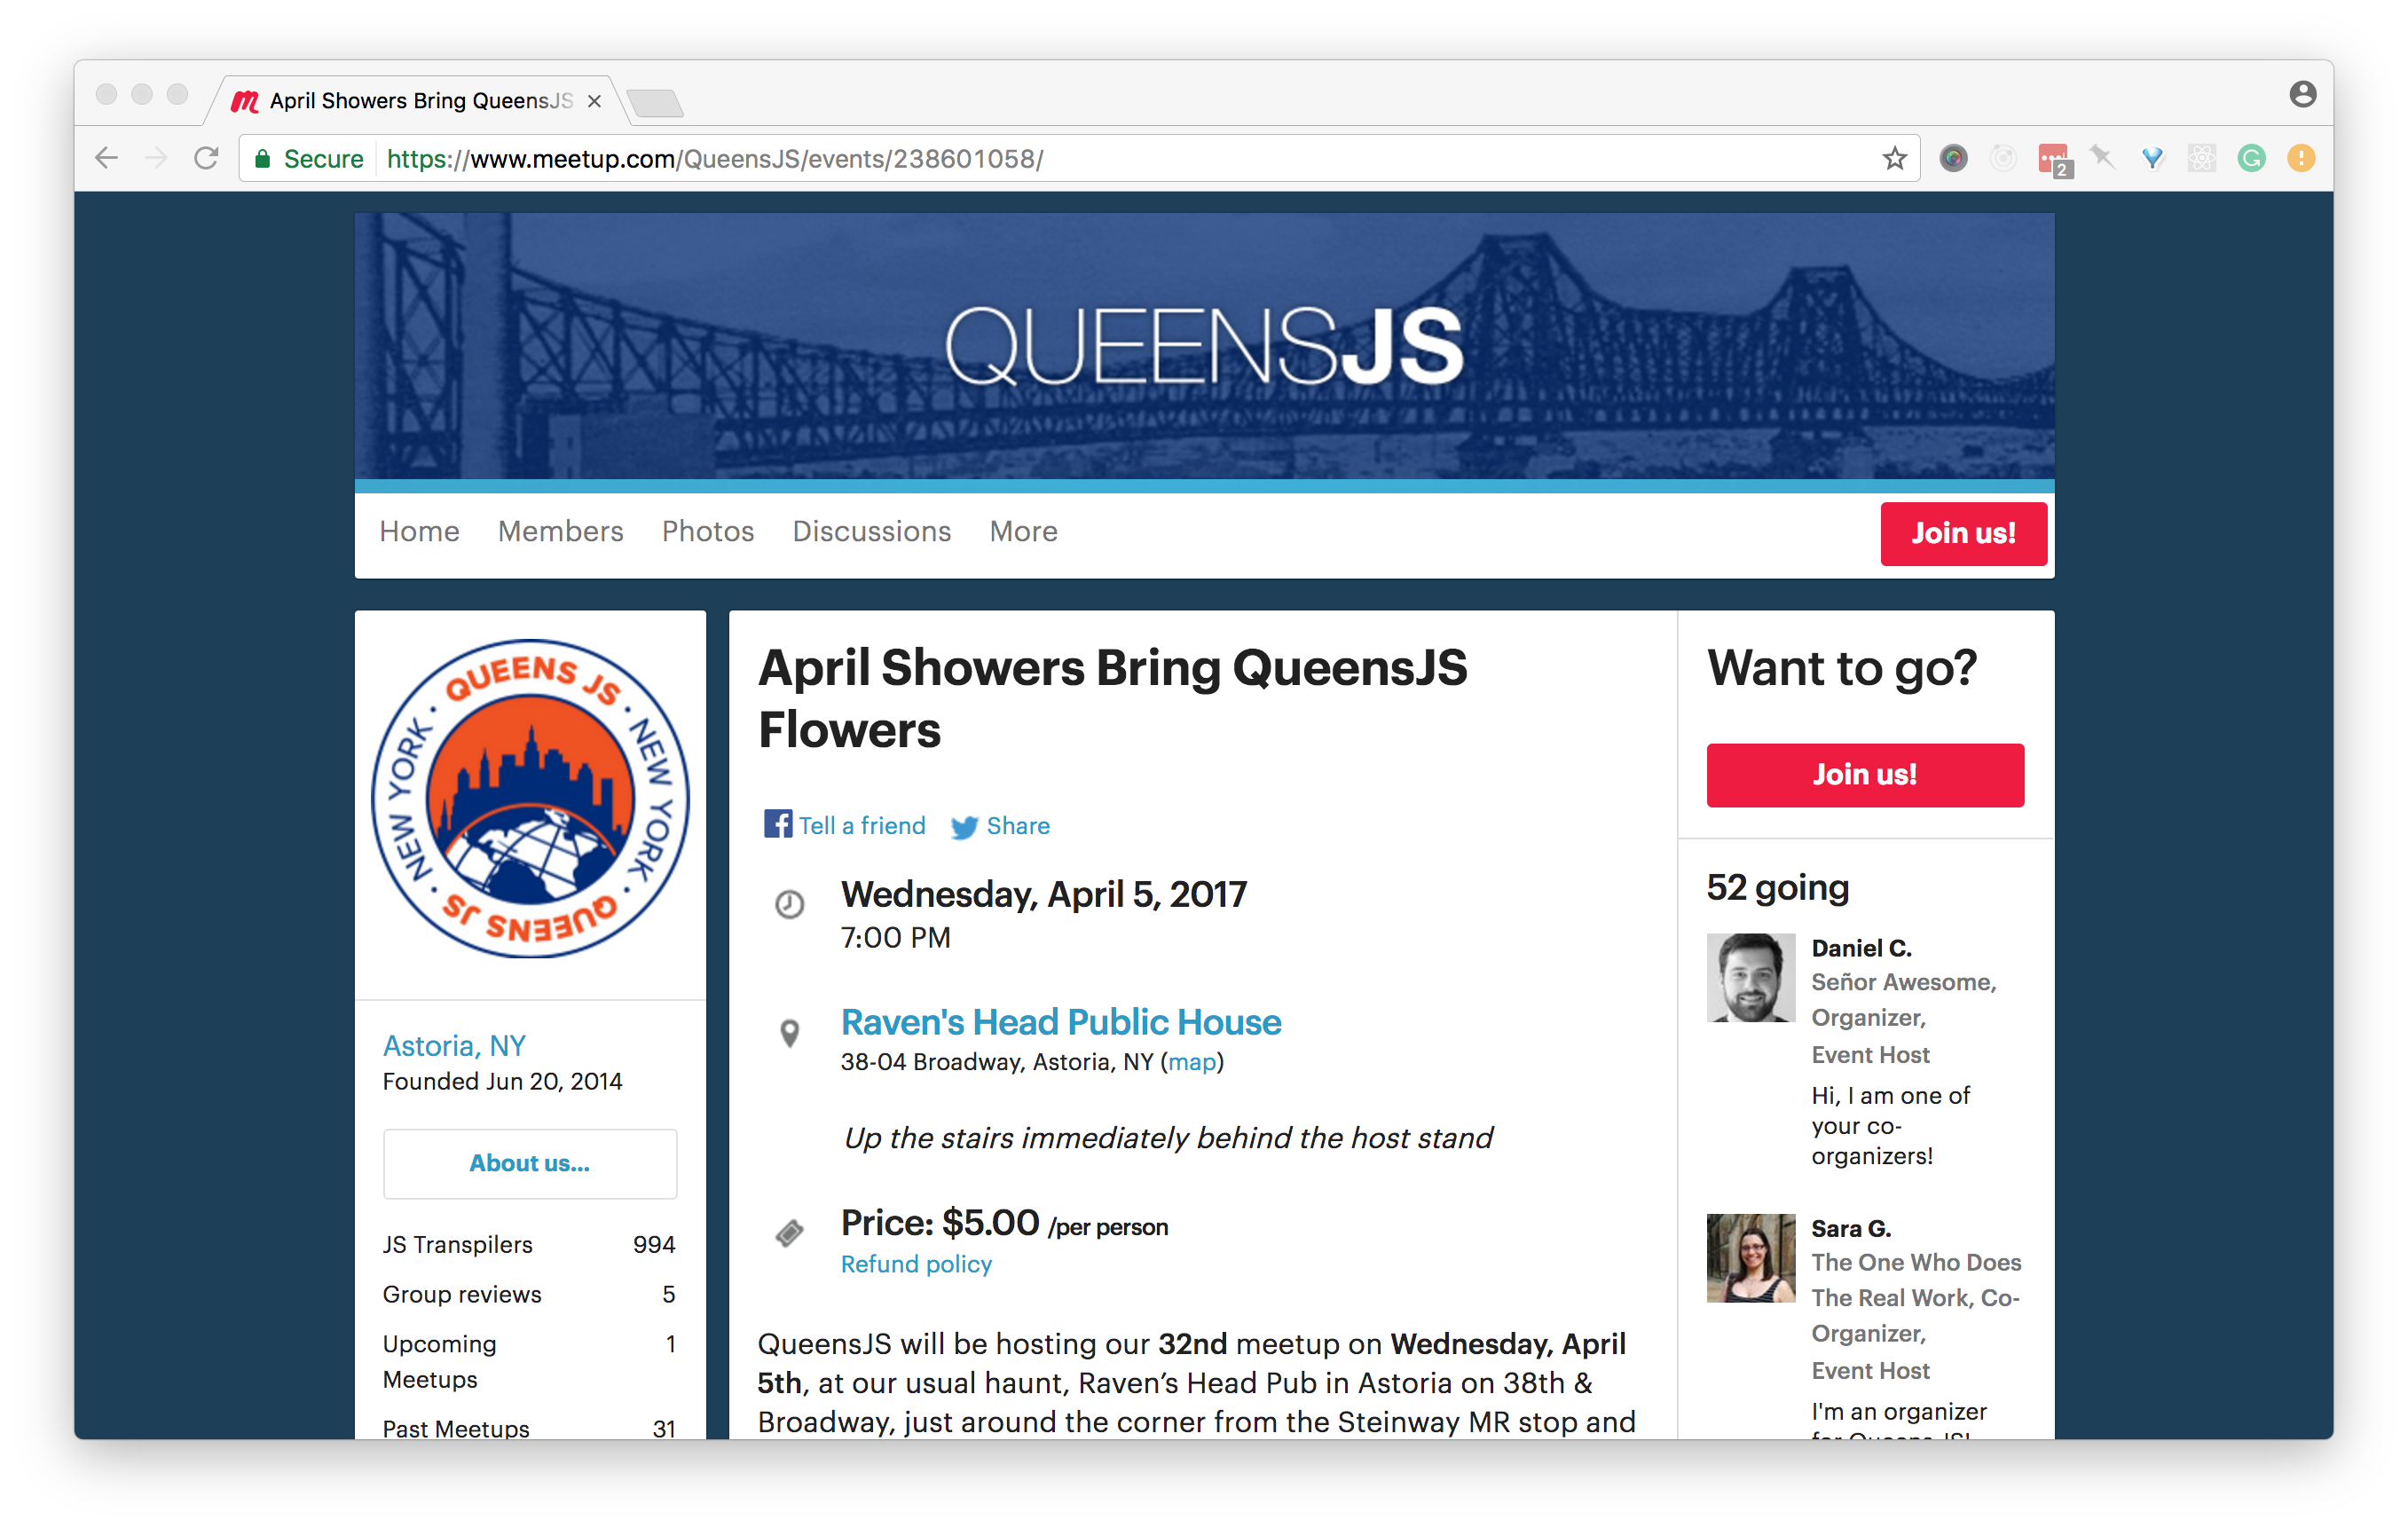 April Showers Bring QueensJS
Secure https://www.meetup.com/QueensJS/events/238601058/
2
QUEENSJS
Home Members Photos Discussions More
Join us!
QUEENS JS · NEW YORK · QUEENS JS · NEW YORK ·
Astoria, NY
Founded Jun 20, 2014
About us...
JS Transpilers 994
Group reviews 5
Upcoming 1
Meetups
Past Meetups 31
April Showers Bring QueensJS
Flowers
Tell a friend Share
Wednesday, April 5, 2017
7:00 PM
Raven's Head Public House
38-04 Broadway, Astoria, NY (map)
Up the stairs immediately behind the host stand
Price: $5.00 /per person
Refund policy
QueensJS will be hosting our 32nd meetup on Wednesday, April
5th, at our usual haunt, Raven’s Head Pub in Astoria on 38th &
Broadway, just around the corner from the Steinway MR stop and
Want to go?
Join us!
52 going
Daniel C.
Señor Awesome,
Organizer,
Event Host
Hi, I am one of
your co-
organizers!
Sara G.
The One Who Does
The Real Work, Co-
Organizer,
Event Host
I'm an organizer
for QueensJS!